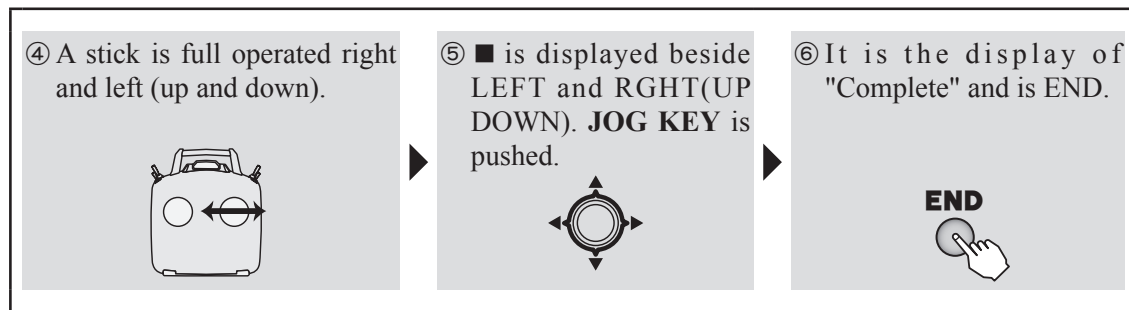 ④ A stick is full operated right
and left (up and down).
⑤ ■ is displayed beside
LEFT and RGHT(UP
DOWN). JOG KEY is
pushed.
⑥ It is the display of
"Complete" and is END.
END